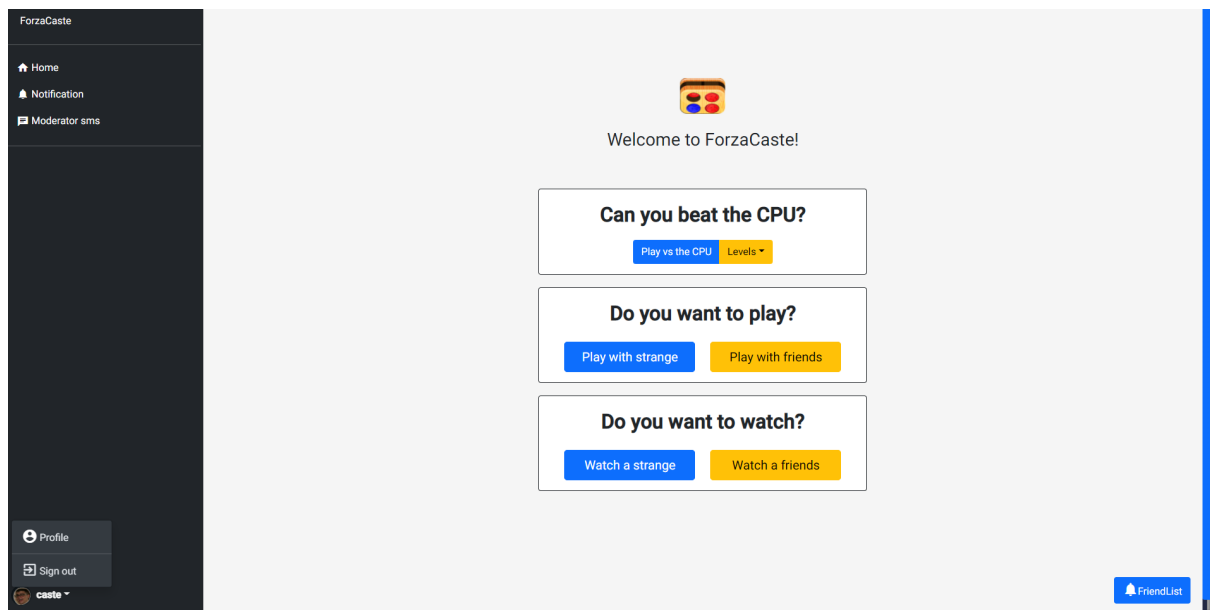 ForzaCaste
Home
Notification
Moderator sms
Profile
Sign out
caste
Welcome to ForzaCaste!
Can you beat the CPU?
Play vs the CPU Levels
Do you want to play?
Play with strange Play with friends
Do you want to watch?
Watch a strange Watch a friends
FriendList